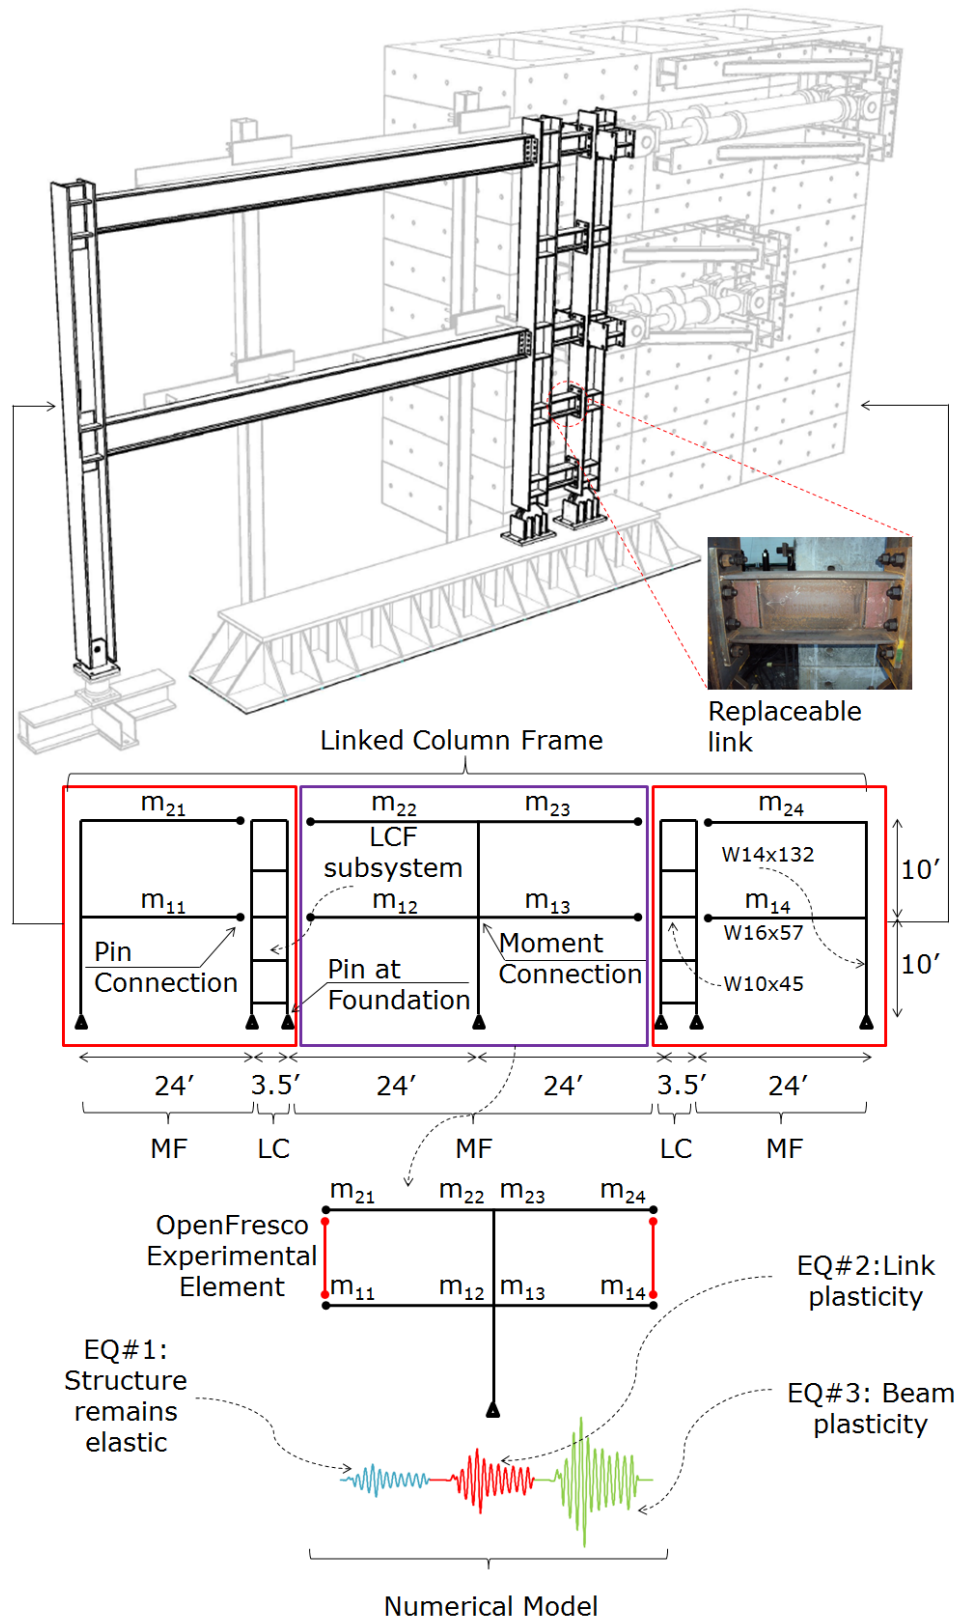 Replaceable
link
Linked Column Frame
m21
m22
m23
m24
LCF
subsystem
W14x132
10’
m11
m12
m13
m14
W16x57
Pin
Connection
Moment
Connection
Pin at
Foundation
W10x45
10’
24’
3.5’
24’
24’
3.5’
24’
MF
LC
MF
LC
MF
m21
m22
m23
m24
OpenFresco
Experimental
Element
m11
m12
m13
m14
EQ#2:Link
plasticity
EQ#1:
Structure
remains
elastic
EQ#3: Beam
plasticity
Numerical Model